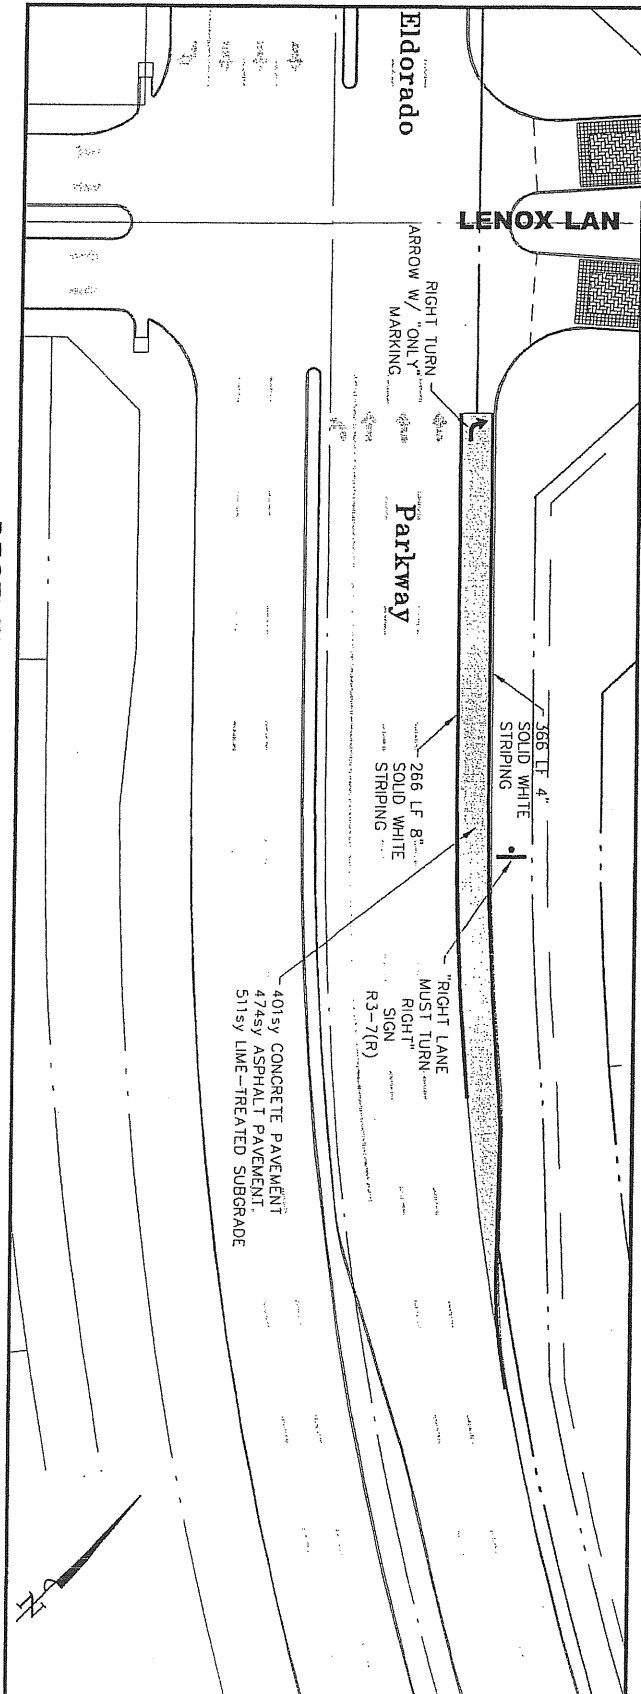 Eldorado
Parkway
LENOX LAN
RIGHT TURN
ARROW W/ "ONLY"
MARKING
366 LF 4"
SOLID WHITE
STRIPING
266 LF 8"
SOLID WHITE
STRIPING
"RIGHT LANE
MUST TURN
RIGHT"
SIGN
R3-7(R)
401sy CONCRETE PAVEMENT
474sy ASPHALT PAVEMENT.
511sy LIME-TREATED SUBGRADE
N